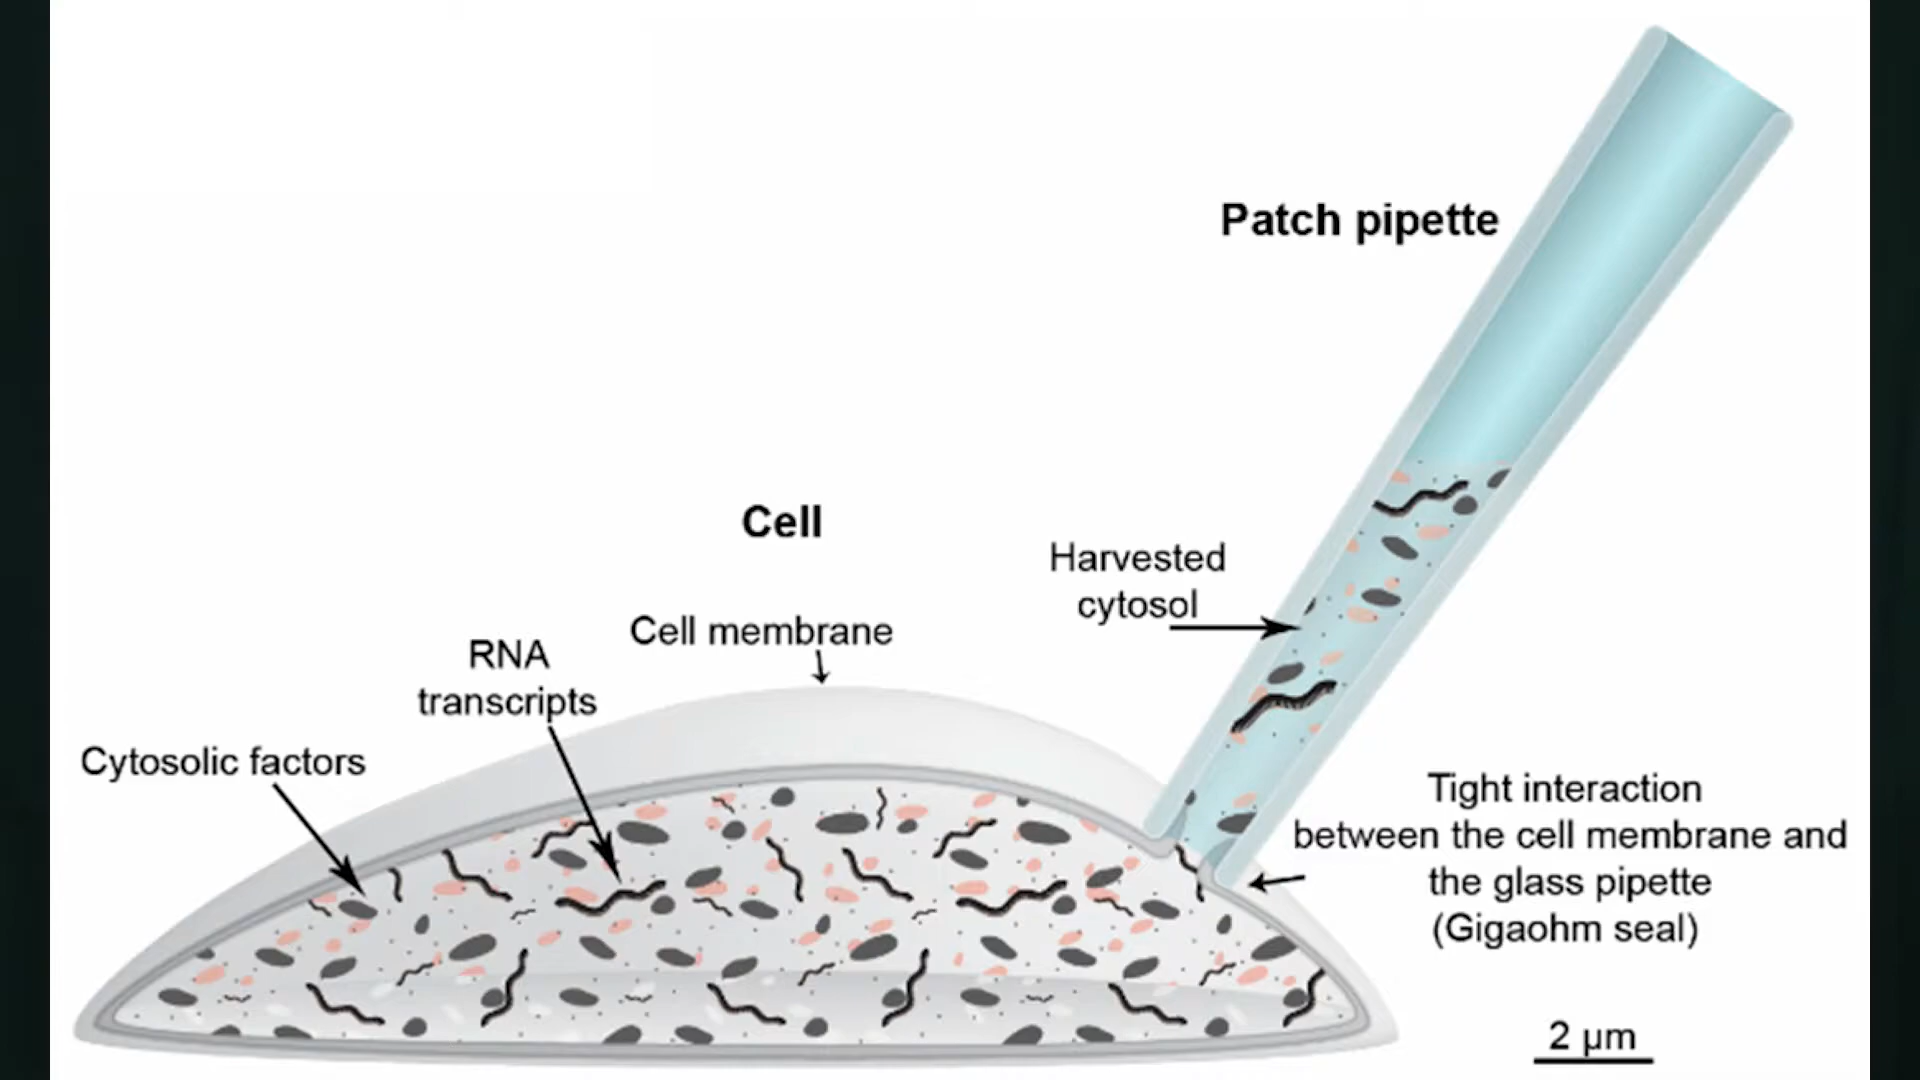 Patch pipette
Cell
Harvested
cytosol
Cell membrane
RNA
transcripts
Cytosolic factors
Tight interaction
between the cell membrane and
the glass pipette
(Gigaohm seal)
2 µm